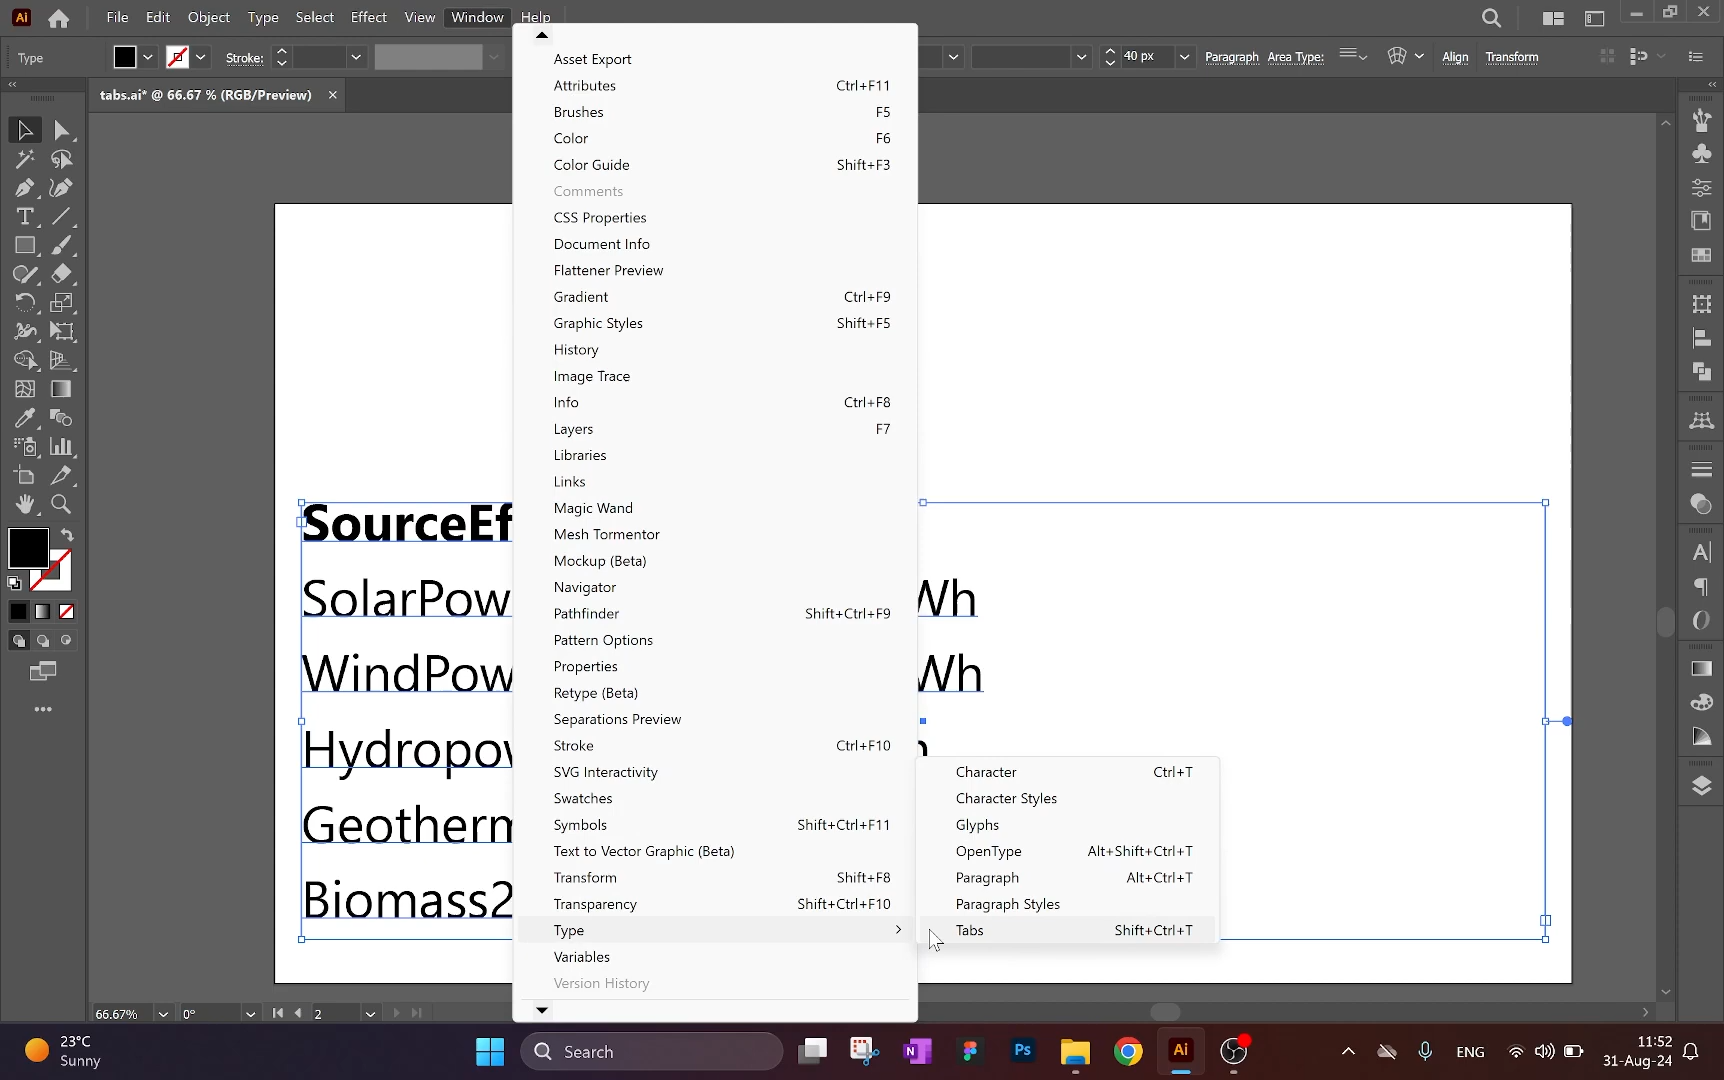 Ai File Edit Object Type Select Effect View Window Help
Type Stroke: 40 px Paragraph Area Type: Align Transform
tabs.ai* @ 66.67 % (RGB/Preview) ×
Asset Export
Attributes Ctrl+F11
Brushes F5
Color F6
Color Guide Shift+F3
Comments
CSS Properties
Document Info
Flattener Preview
Gradient Ctrl+F9
Graphic Styles Shift+F5
History
Image Trace
Info Ctrl+F8
Layers F7
Libraries
Links
Magic Wand
Mesh Tormentor
Mockup (Beta)
Navigator
Pathfinder Shift+Ctrl+F9
Pattern Options
Properties
Retype (Beta)
Separations Preview
Stroke Ctrl+F10
SVG Interactivity
Swatches
Symbols Shift+Ctrl+F11
Text to Vector Graphic (Beta)
Transform Shift+F8
Transparency Shift+Ctrl+F10
Type
Variables
Version History
Character Ctrl+T
Character Styles
Glyphs
OpenType Alt+Shift+Ctrl+T
Paragraph Alt+Ctrl+T
Paragraph Styles
Tabs Shift+Ctrl+T
SourceEf
SolarPow Wh
WindPow Wh
Hydropow
Geotherm
Biomass2
66.67% 0° 2
23°C
Sunny
Search
Ps
Ai
ENG
11:52
31-Aug-24